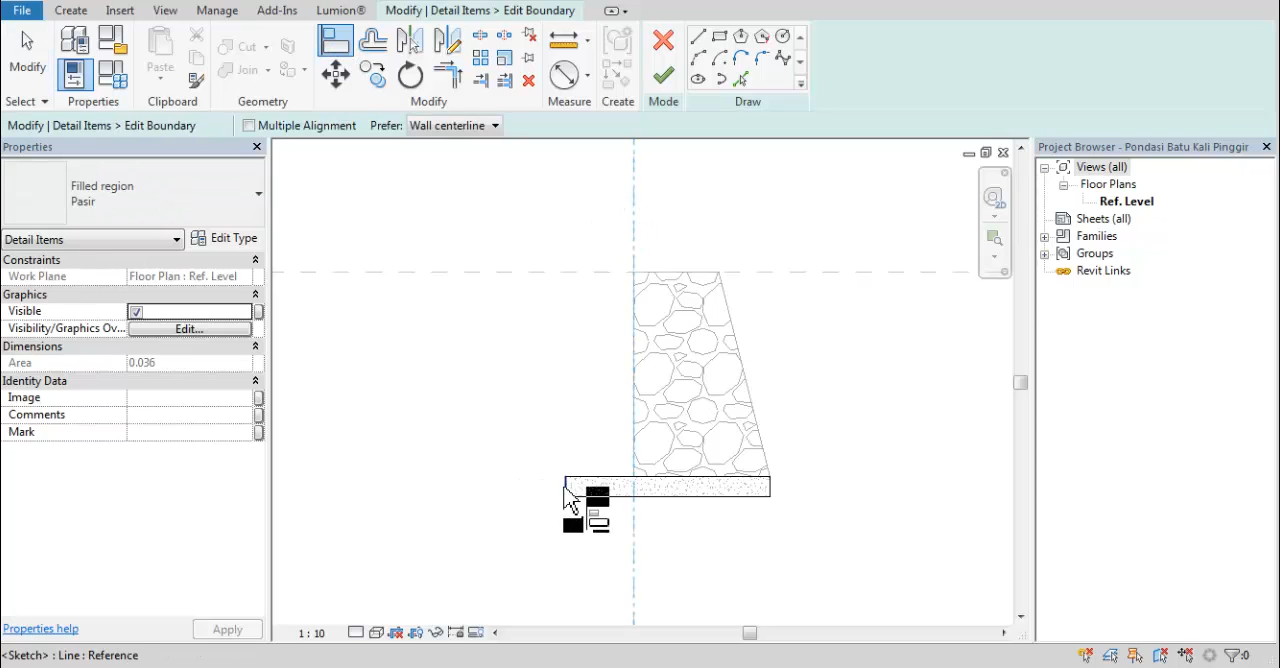 File Create Insert View Manage Add-Ins Lumion® Modify | Detail Items > Edit Boundary
Modify
Paste
Cut
Join
Select Properties Clipboard Geometry Modify Measure Create Mode Draw
Modify | Detail Items > Edit Boundary Multiple Alignment Prefer: Wall centerline
Properties
Filled region
Pasir
Detail Items Edit Type
Constraints
Work Plane Floor Plan : Ref. Level
Graphics
Visible
Visibility/Graphics Ov... Edit...
Dimensions
Area 0.036
Identity Data
Image
Comments
Mark
Properties help Apply
2D
1 : 10
Project Browser - Pondasi Batu Kali Pinggir
Views (all)
Floor Plans
Ref. Level
Sheets (all)
Families
Groups
Revit Links
<Sketch> : Line : Reference
:0